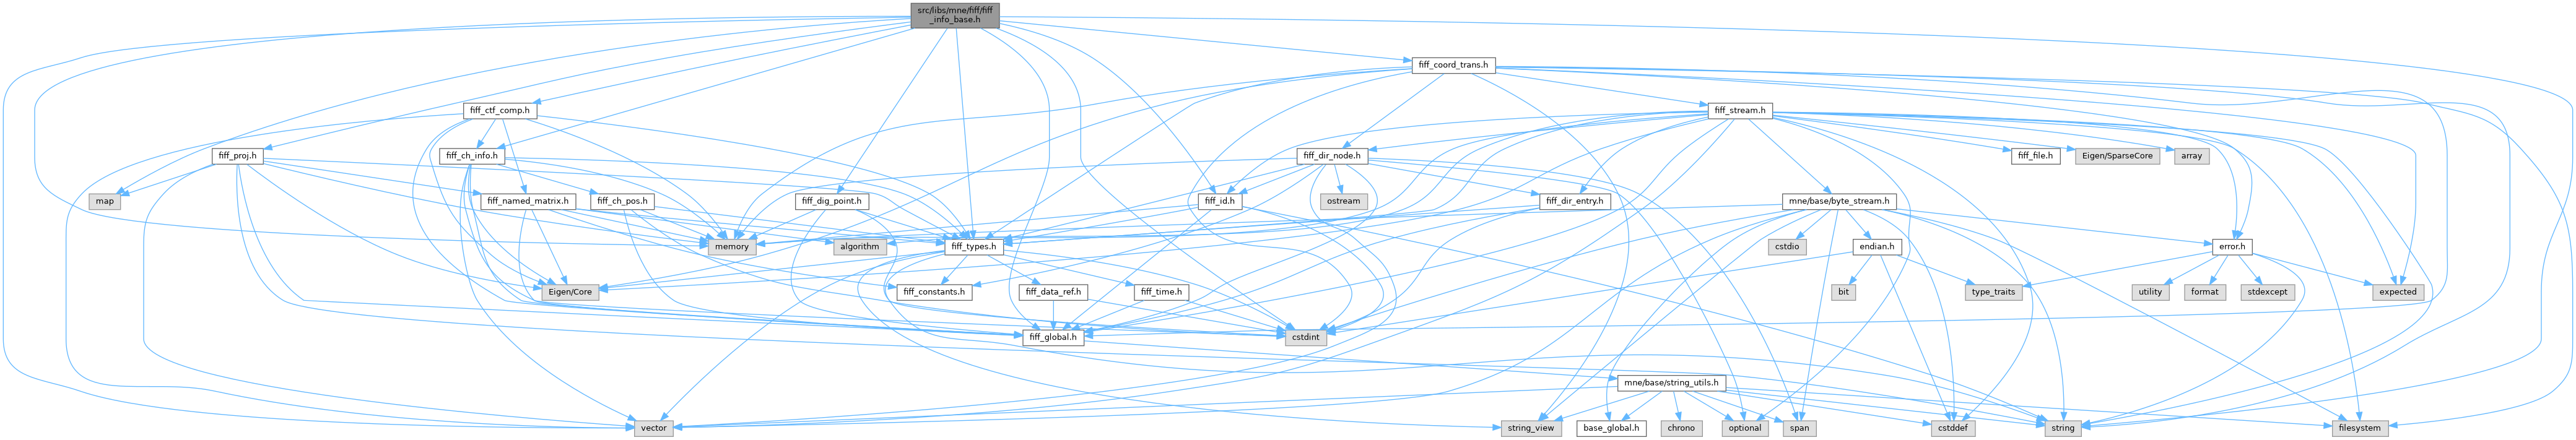 src/libs/mne/fiff/fiff
_info_base.h
fiff_coord_trans.h
fiff_ctf_comp.h
fiff_stream.h
fiff_proj.h
fiff_ch_info.h
fiff_dir_node.h
fiff_file.h
Eigen/SparseCore
array
map
fiff_named_matrix.h
fiff_ch_pos.h
fiff_dig_point.h
fiff_id.h
ostream
fiff_dir_entry.h
mne/base/byte_stream.h
memory
algorithm
fiff_types.h
cstdio
endian.h
error.h
Eigen/Core
fiff_constants.h
fiff_data_ref.h
fiff_time.h
bit
type_traits
utility
format
stdexcept
expected
fiff_global.h
cstdint
mne/base/string_utils.h
vector
string_view
base_global.h
chrono
optional
span
cstddef
string
filesystem